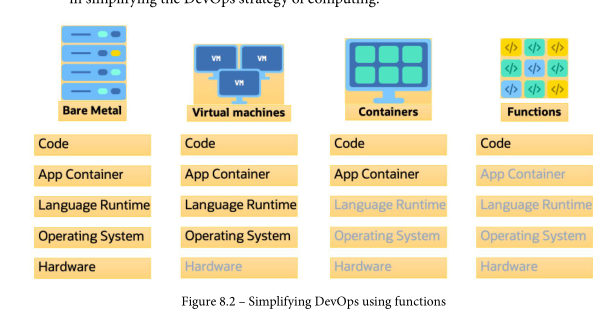 in simplifying the DevOps strategy of computing.
VM VM
VM
Bare Metal Virtual machines Containers Functions
Code Code Code Code
App Container App Container App Container App Container
Language Runtime Language Runtime Language Runtime Language Runtime
Operating System Operating System Operating System Operating System
Hardware Hardware Hardware Hardware
Figure 8.2 – Simplifying DevOps using functions